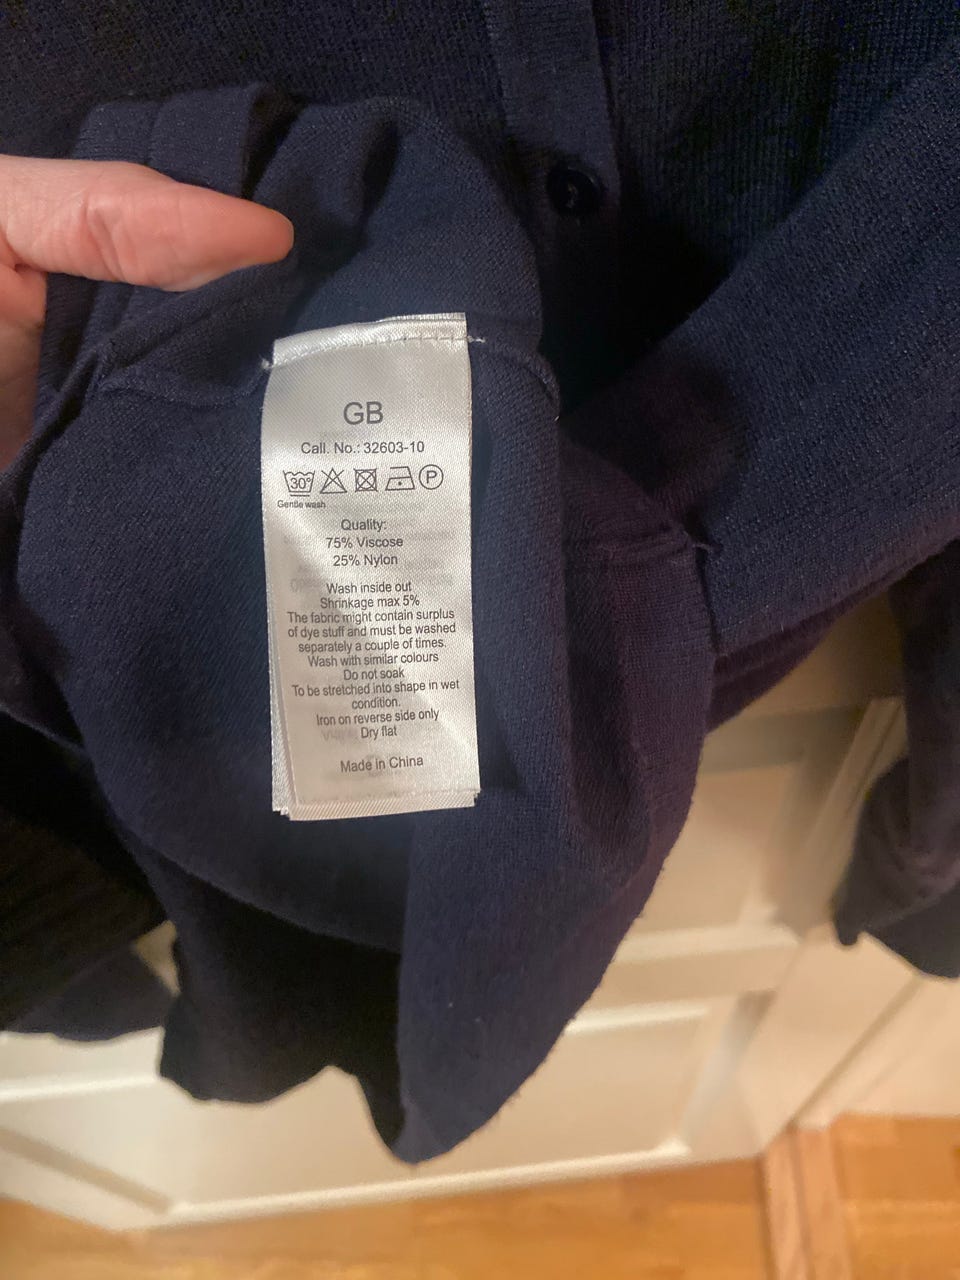 GB
Call. No.: 32603-10
30° P
Gentle wash
Quality:
75% Viscose
25% Nylon
Wash inside out
Shrinkage max 5%
The fabric might contain surplus
of dye stuff and must be washed
separately a couple of times.
Wash with similar colours
Do not soak
To be stretched into shape in wet
condition.
Iron on reverse side only
Dry flat
Made in China